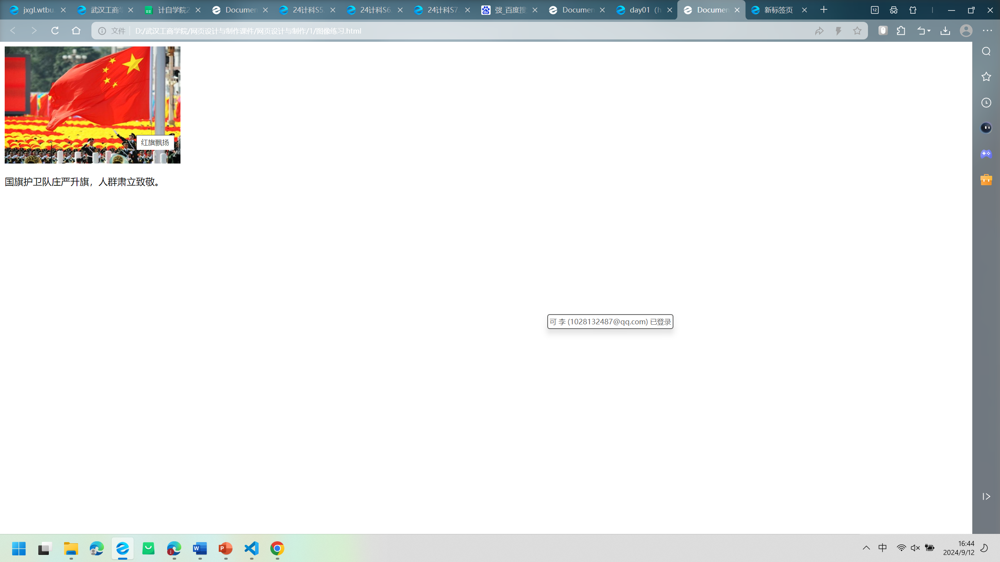 jxgl.wtbu.
武汉工商学
计自学院2
Documen
24计科S5.
24计科S6.
24计科S7.
Documen
day01（h
Documen
新标签页
12
文件
D:/武汉工商学院/网页设计与制作课件/网页设计与制作/1/图像练习.html
红旗飘扬
国旗护卫队庄严升旗，人群肃立致敬。
可 李 (1028132487@qq.com) 已登录
中
16:44
2024/9/12